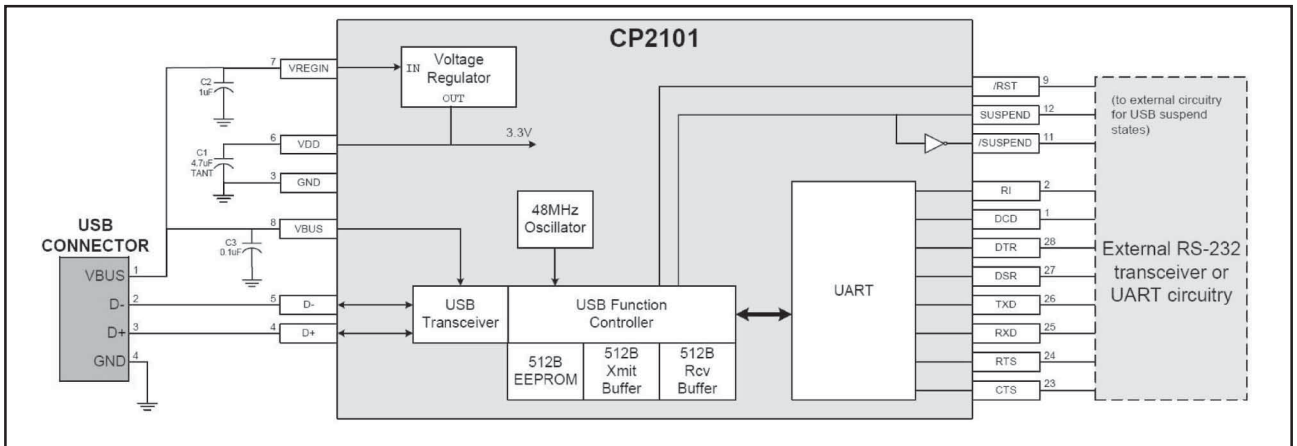 CP2101
7
VREGIN
C2
1uF
IN
Voltage
Regulator
OUT
6
VDD
3.3V
C1
4.7uF
TANT
3
GND
USB
CONNECTOR
8
VBUS
C3
0.1uF
VBUS
1
D-
2
5
D-
D+
3
4
D+
GND
4
48MHz
Oscillator
USB
Transceiver
USB Function
Controller
512B
EEPROM
512B
Xmit
Buffer
512B
Rcv
Buffer
UART
/RST
9
SUSPEND
12
/SUSPEND
11
RI
2
DCD
1
DTR
28
DSR
27
TXD
26
RXD
25
RTS
24
CTS
23
(to external circuitry
for USB suspend
states)
External RS-232
transceiver or
UART circuitry